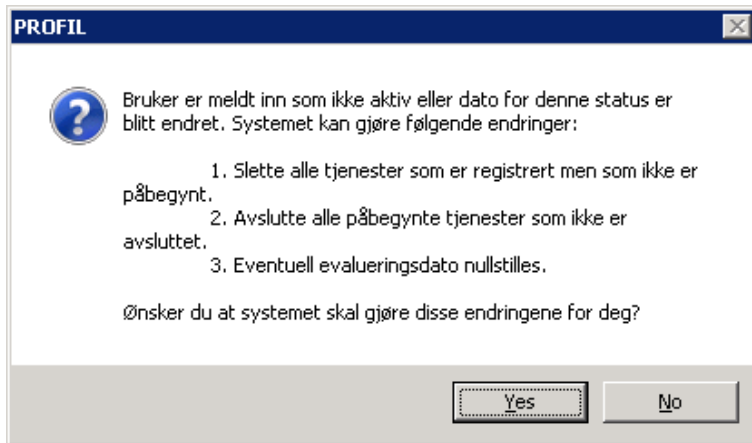 PROFIL
Bruker er meldt inn som ikke aktiv eller dato for denne status er
blitt endret. Systemet kan gjøre følgende endringer:
1. Slette alle tjenester som er registrert men som ikke er
påbegynt.
2. Avslutte alle påbegynte tjenester som ikke er
avsluttet.
3. Eventuell evalueringsdato nullstilles.
Ønsker du at systemet skal gjøre disse endringene for deg?
Yes No